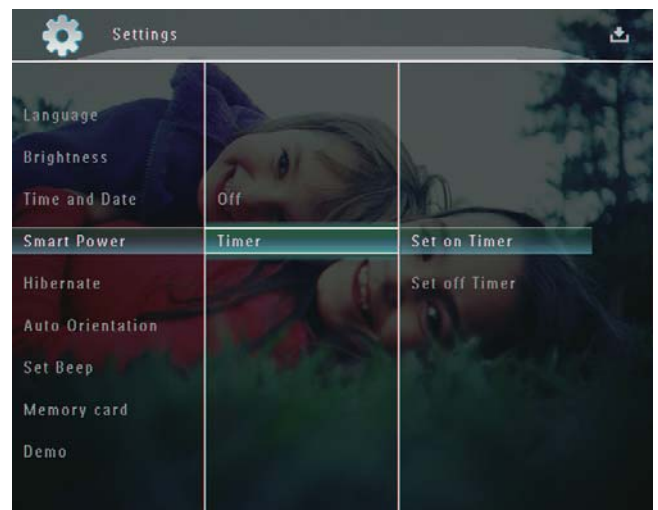 Settings
Language
Brightness
Time and Date
Off
Smart Power
Timer
Set on Timer
Hibernate
Set off Timer
Auto Orientation
Set Beep
Memory card
Demo